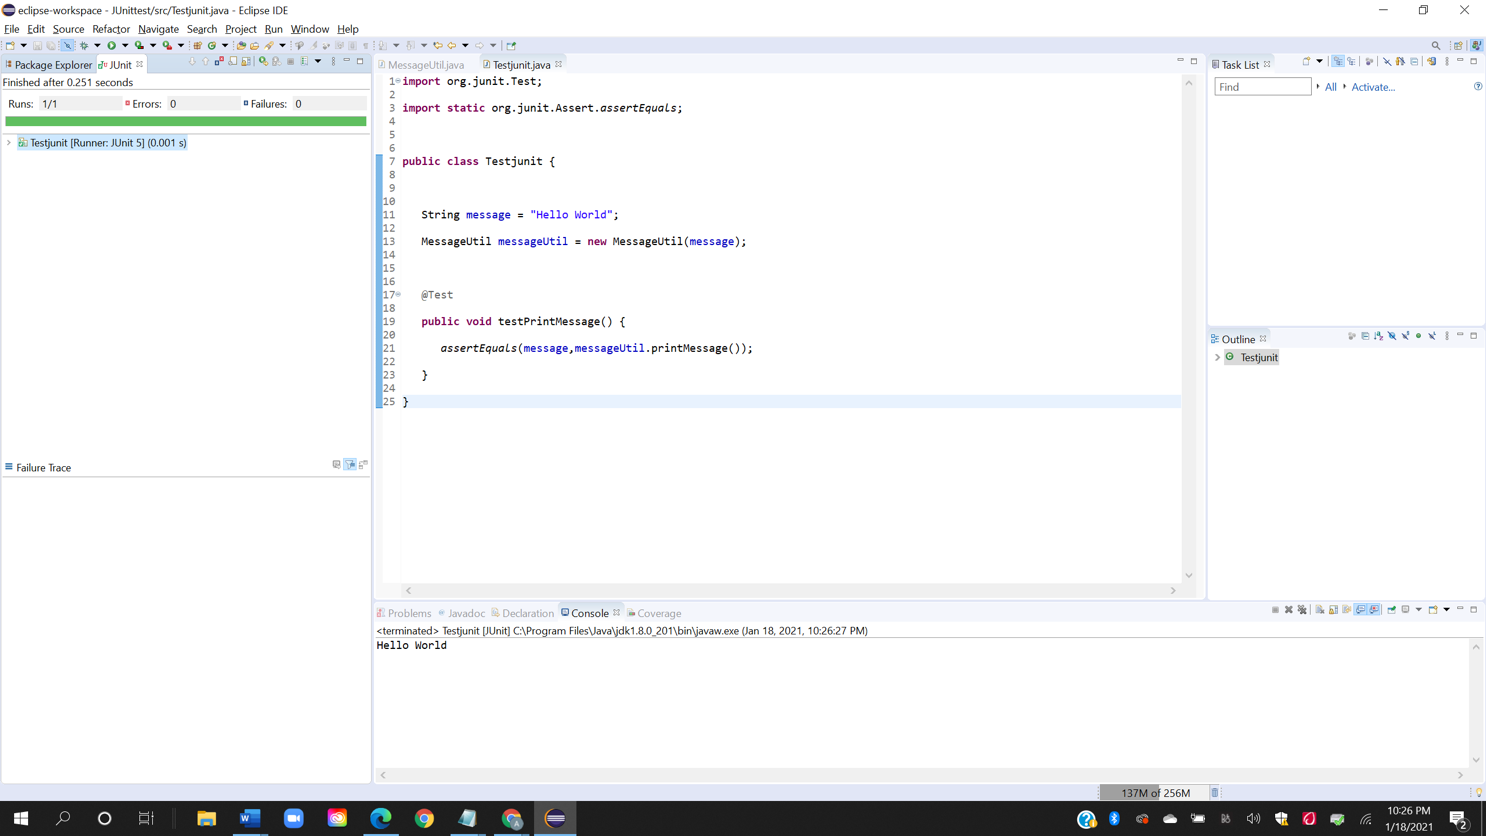 eclipse-workspace - JUnittest/src/Testjunit.java - Eclipse IDE
File Edit Source Refactor Navigate Search Project Run Window Help
Package Explorer JUnit
Finished after 0.251 seconds
Runs: 1/1 Errors: 0 Failures: 0
Testjunit [Runner: JUnit 5] (0.001 s)
Failure Trace
MessageUtil.java Testjunit.java
1 import org.junit.Test;
2
3 import static org.junit.Assert.assertEquals;
4
5
6
7 public class Testjunit {
8
9
10
11 String message = "Hello World";
12
13 MessageUtil messageUtil = new MessageUtil(message);
14
15
16
17 @Test
18
19 public void testPrintMessage() {
20
21 assertEquals(message,messageUtil.printMessage());
22
23 }
24
25 }
Task List
Find All Activate...
Outline
Testjunit
Problems Javadoc Declaration Console Coverage
<terminated> Testjunit [JUnit] C:\Program Files\Java\jdk1.8.0_201\bin\javaw.exe (Jan 18, 2021, 10:26:27 PM)
Hello World
137M of 256M
10:26 PM
1/18/2021
2